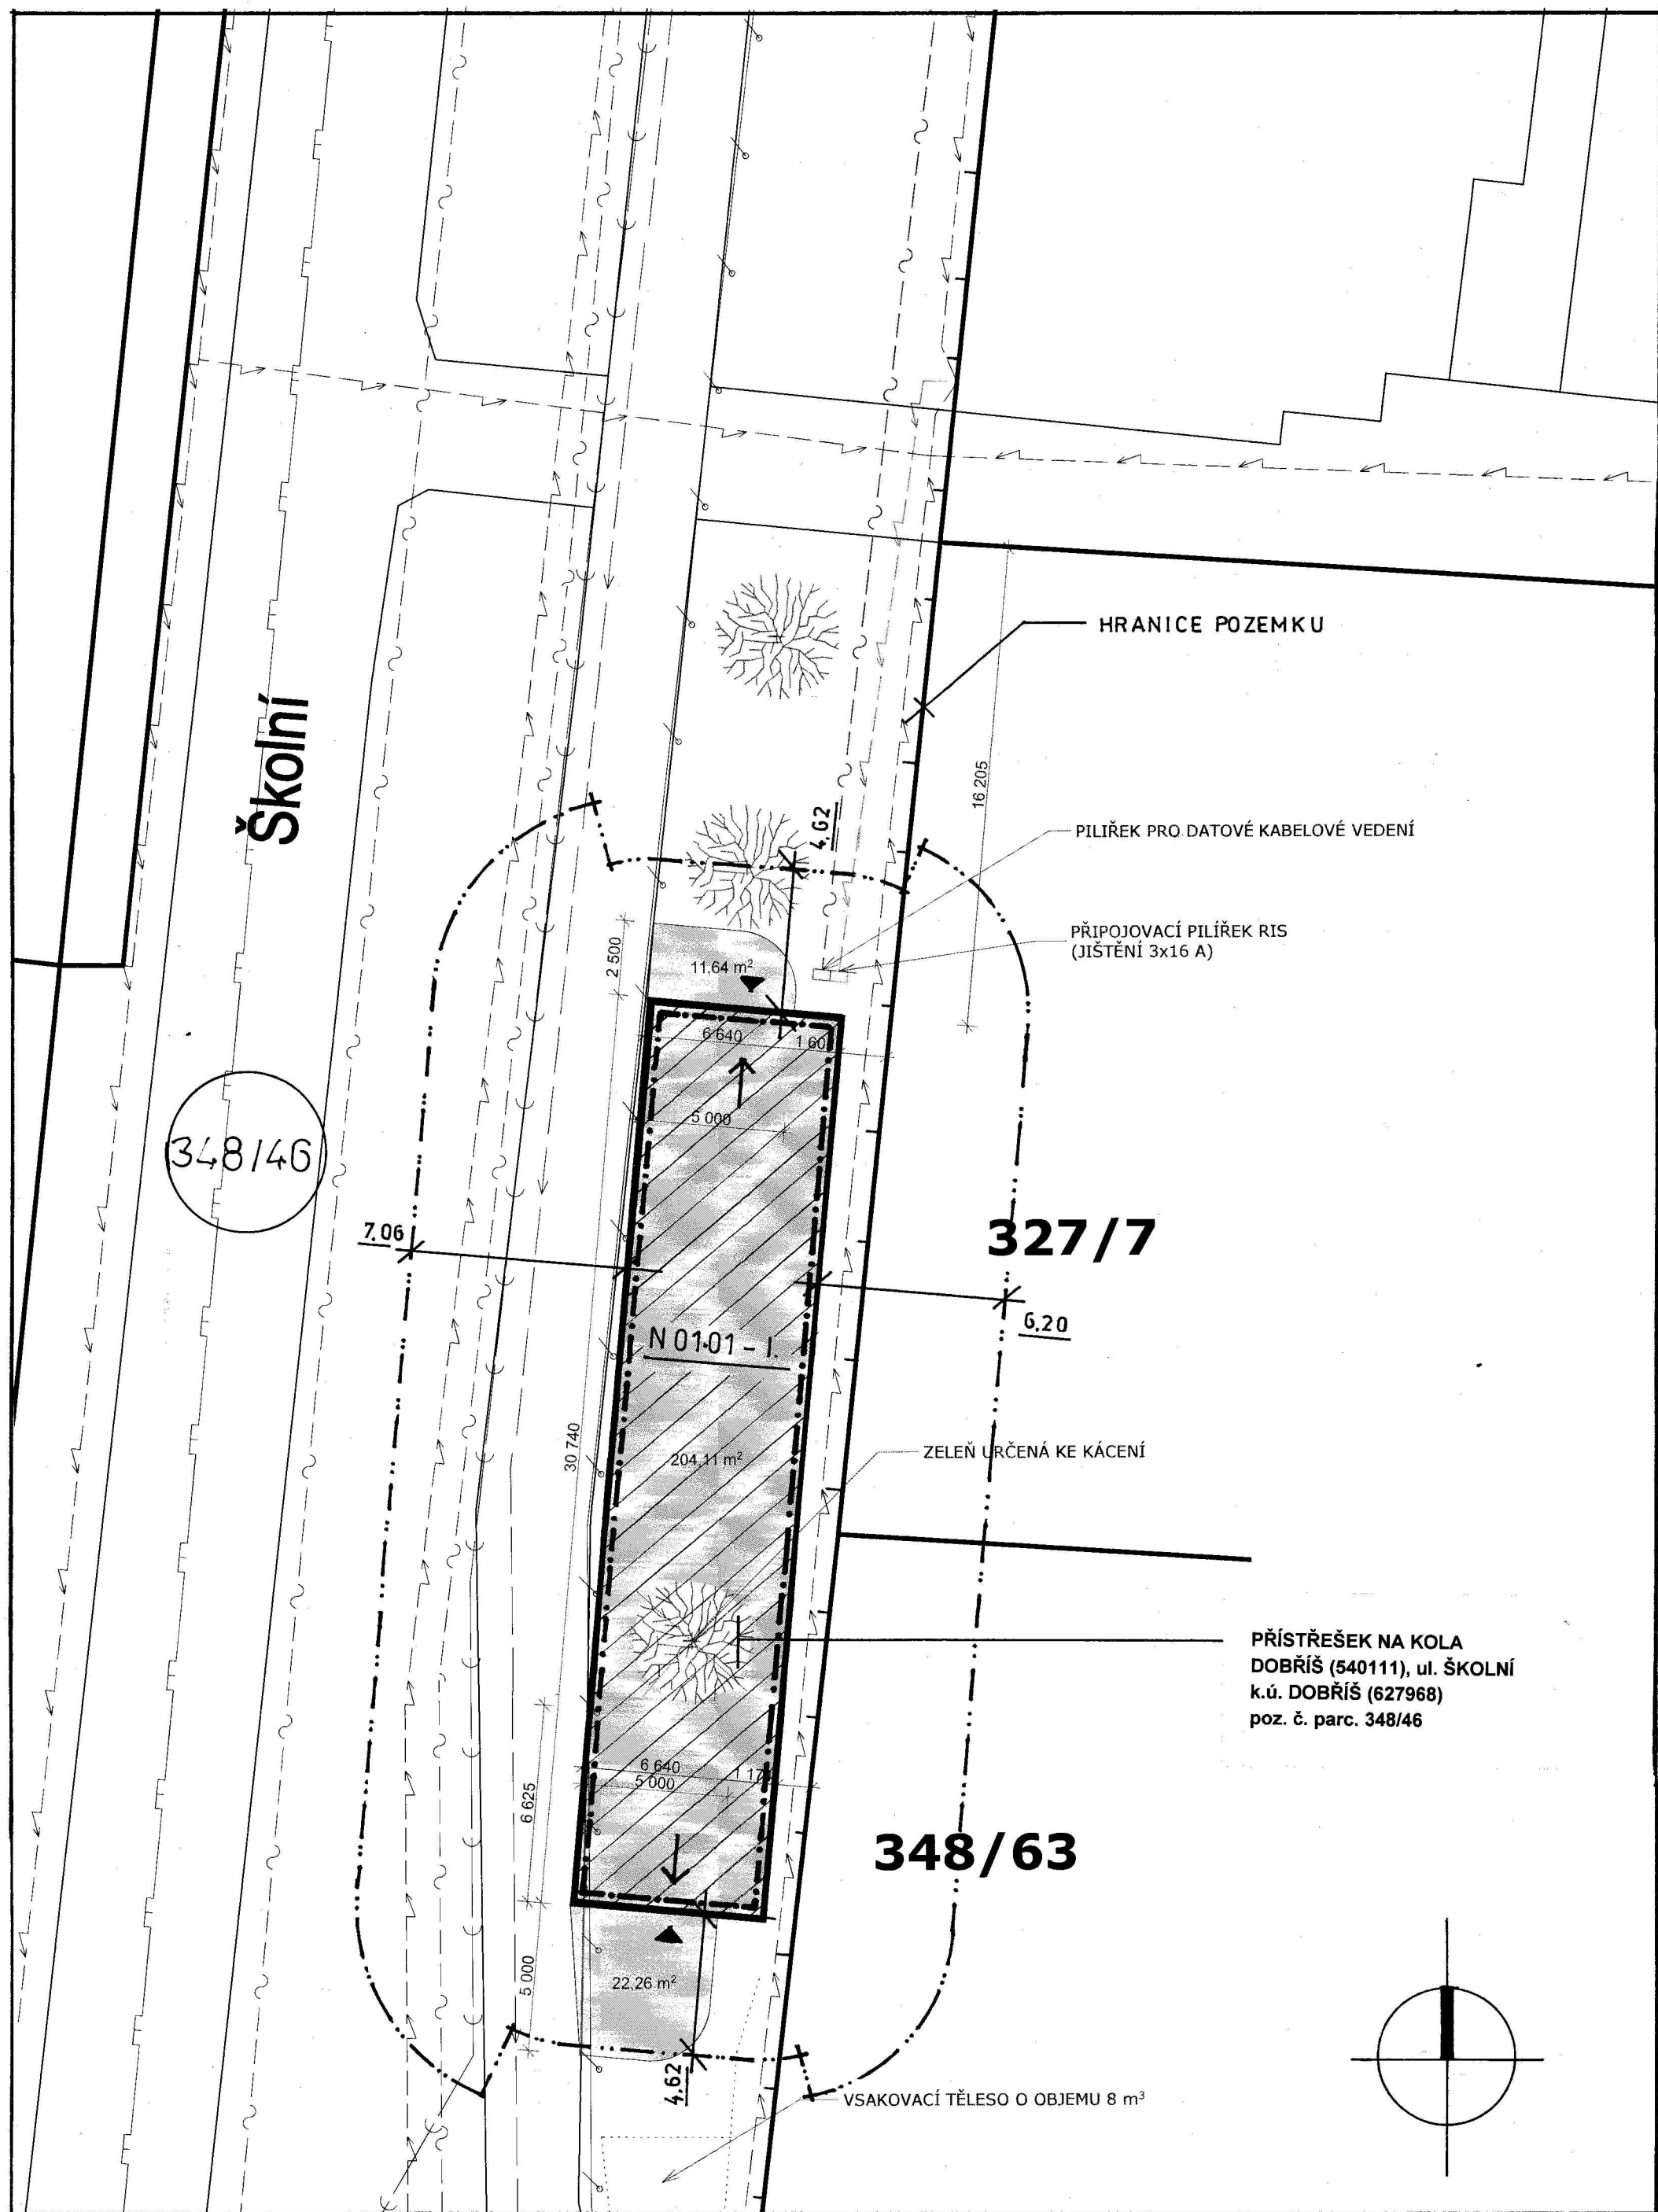 HRANICE POZEMKU
16 205
Školní
4,62
PILIŘEK PRO DATOVÉ KABELOVÉ VEDENÍ
PŘIPOJOVACÍ PILÍŘEK RIS
(JIŠTĚNÍ 3x16 A)
2 500
11,64 m²
6 640
1 60
5 000
348/46
7,06
327/7
6,20
N 01.01 - I.
30 740
204,11 m²
ZELEŇ URČENÁ KE KÁCENÍ
PŘÍSTŘEŠEK NA KOLA
DOBŘÍŠ (540111), ul. ŠKOLNÍ
k.ú. DOBŘÍŠ (627968)
poz. č. parc. 348/46
6 640
5 000
6 625
348/63
5 000
22,26 m²
4,62
VSAKOVACÍ TĚLESO O OBJEMU 8 m³